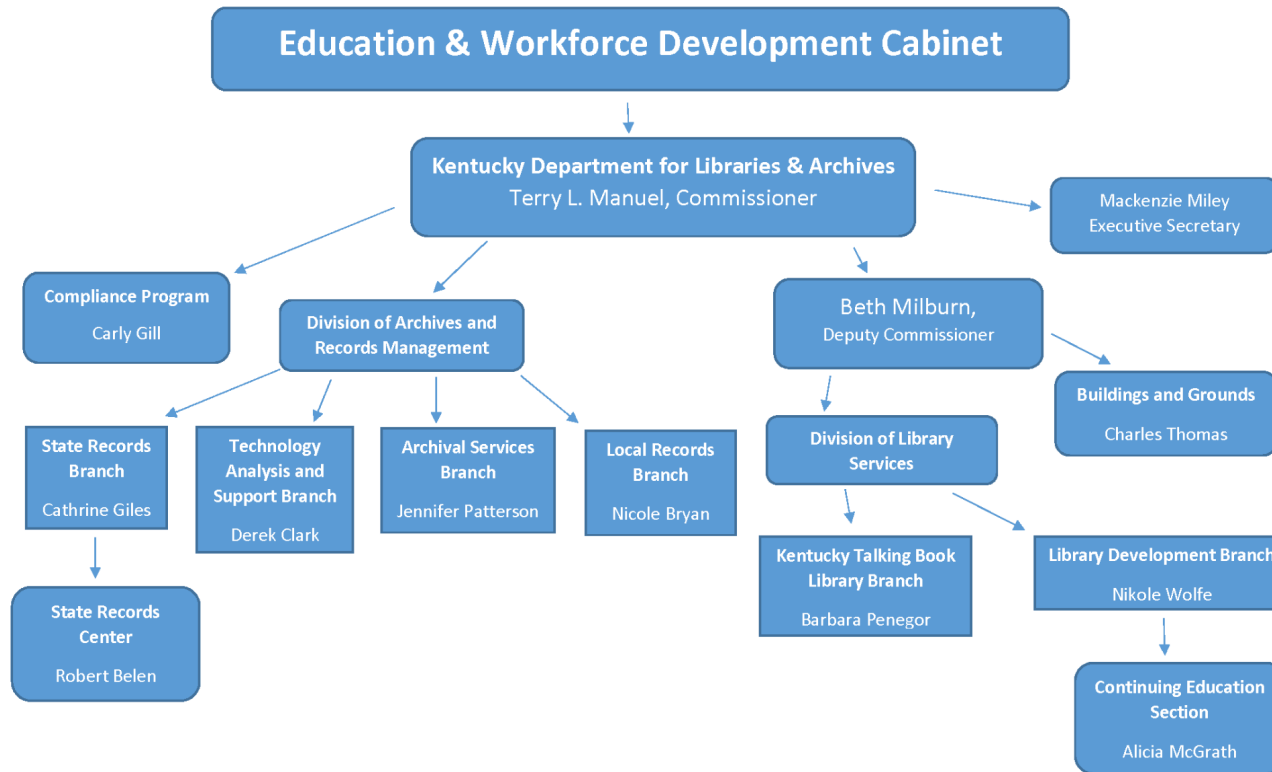 Education & Workforce Development Cabinet
Kentucky Department for Libraries & Archives
Terry L. Manuel, Commissioner
Mackenzie Miley
Executive Secretary
Compliance Program
Carly Gill
Division of Archives and
Records Management
Beth Milburn,
Deputy Commissioner
Buildings and Grounds
Charles Thomas
State Records
Branch
Cathrine Giles
Technology
Analysis and
Support Branch
Derek Clark
Archival Services
Branch
Jennifer Patterson
Local Records
Branch
Nicole Bryan
Division of Library
Services
Kentucky Talking Book
Library Branch
Barbara Penegor
Library Development Branch
Nikole Wolfe
State Records
Center
Robert Belen
Continuing Education
Section
Alicia McGrath